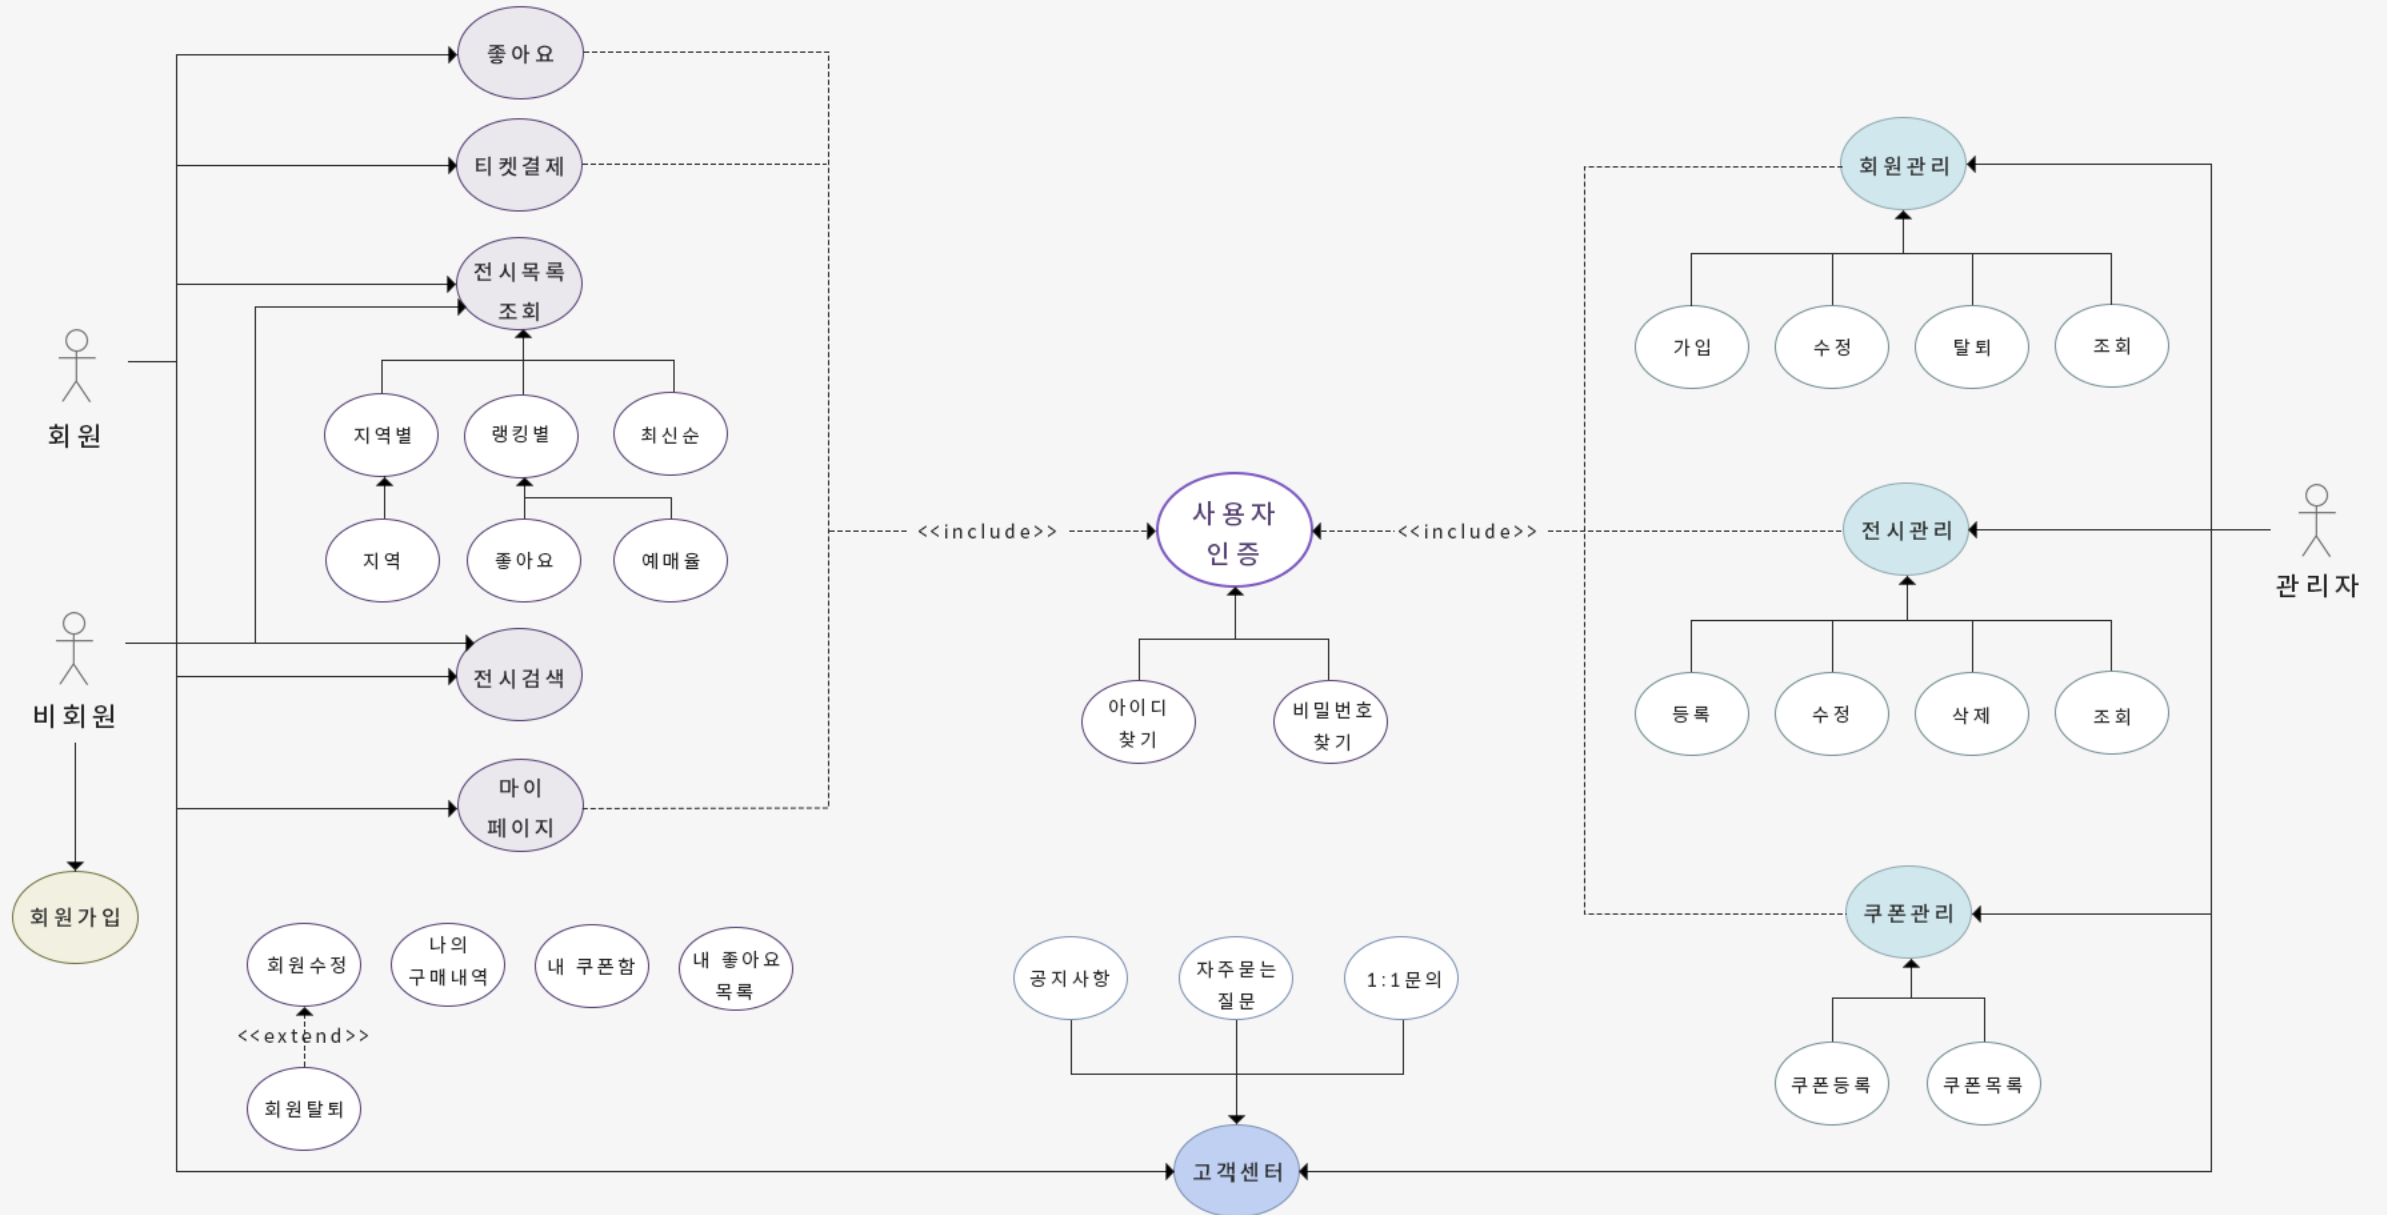 좋아요
티켓결제
회원관리
전시목록
조회
가입
수정
탈퇴
조회
회원
지역별
랭킹별
최신순
<<include>>
사용자
인증
<<include>>
전시관리
지역
좋아요
예매율
관리자
전시검색
비회원
아이디
찾기
비밀번호
찾기
등록
수정
삭제
조회
마이
페이지
회원가입
쿠폰관리
회원수정
나의
구매내역
내 쿠폰함
내 좋아요
목록
공지사항
자주묻는
질문
1:1문의
<<extend>>
쿠폰등록
쿠폰목록
회원탈퇴
고객센터